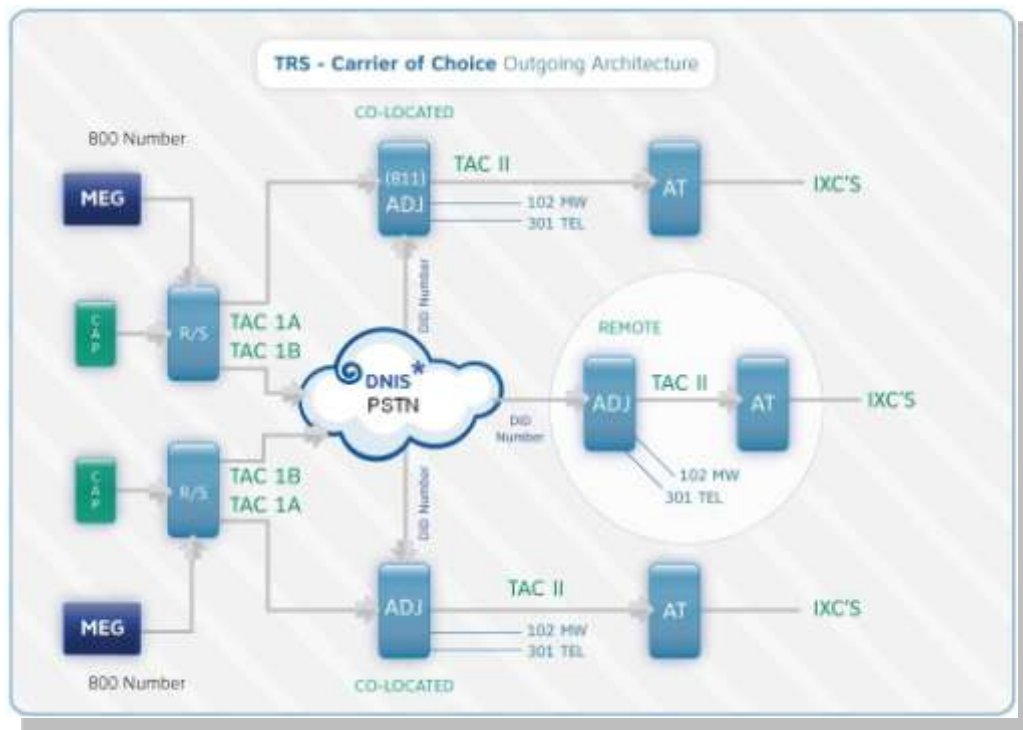 TRS - Carrier of Choice Outgoing Architecture
CO-LOCATED
800 Number
MEG
(811)
ADJ
TAC II
102 MW
301 TEL
AT
IXC'S
DID Number
CAP
R/S
TAC 1A
TAC 1B
DNIS*
PSTN
DID
Number
REMOTE
ADJ
TAC II
AT
IXC'S
102 MW
301 TEL
CAP
R/S
TAC 1B
TAC 1A
DID Number
MEG
800 Number
ADJ
TAC II
102 MW
301 TEL
AT
IXC'S
CO-LOCATED